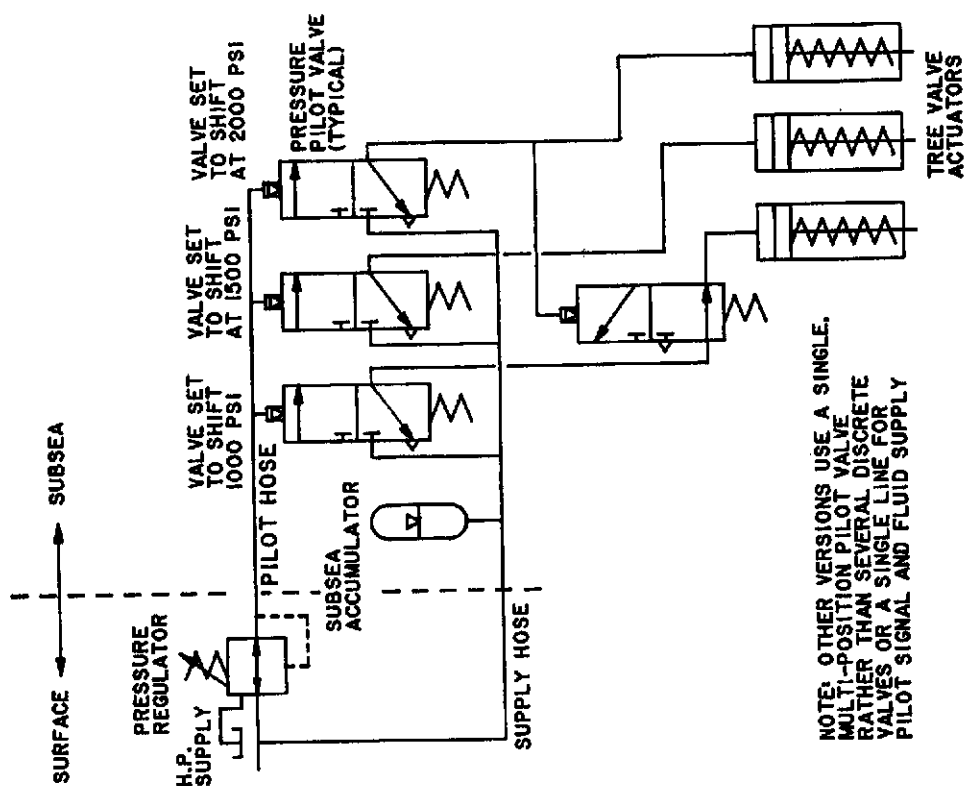 SURFACE
SUBSEA
PRESSURE
REGULATOR
H.P.
SUPPLY
PILOT HOSE
VALVE SET
TO SHIFT
1000 PSI
VALVE SET
TO SHIFT
AT 1500 PSI
VALVE SET
TO SHIFT
AT 2000 PSI
PRESSURE
PILOT VALVE
(TYPICAL)
SUBSEA
ACCUMULATOR
SUPPLY HOSE
TREE VALVE
ACTUATORS
NOTE: OTHER VERSIONS USE A SINGLE,
MULTI-POSITION PILOT VALVE
RATHER THAN SEVERAL DISCRETE
VALVES OR A SINGLE LINE FOR
PILOT SIGNAL AND FLUID SUPPLY